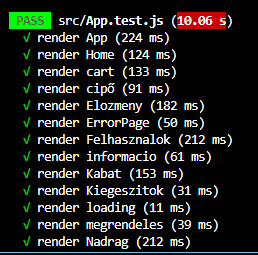 PASS src/App.test.js (10.06 s)
√ render App (224 ms)
√ render Home (124 ms)
√ render cart (133 ms)
√ render cipő (91 ms)
√ render Elozmeny (182 ms)
√ render ErrorPage (50 ms)
√ render Felhasznalok (212 ms)
√ render informacio (61 ms)
√ render Kabat (153 ms)
√ render Kiegeszitok (31 ms)
√ render loading (11 ms)
√ render megrendeles (39 ms)
√ render Nadrag (212 ms)